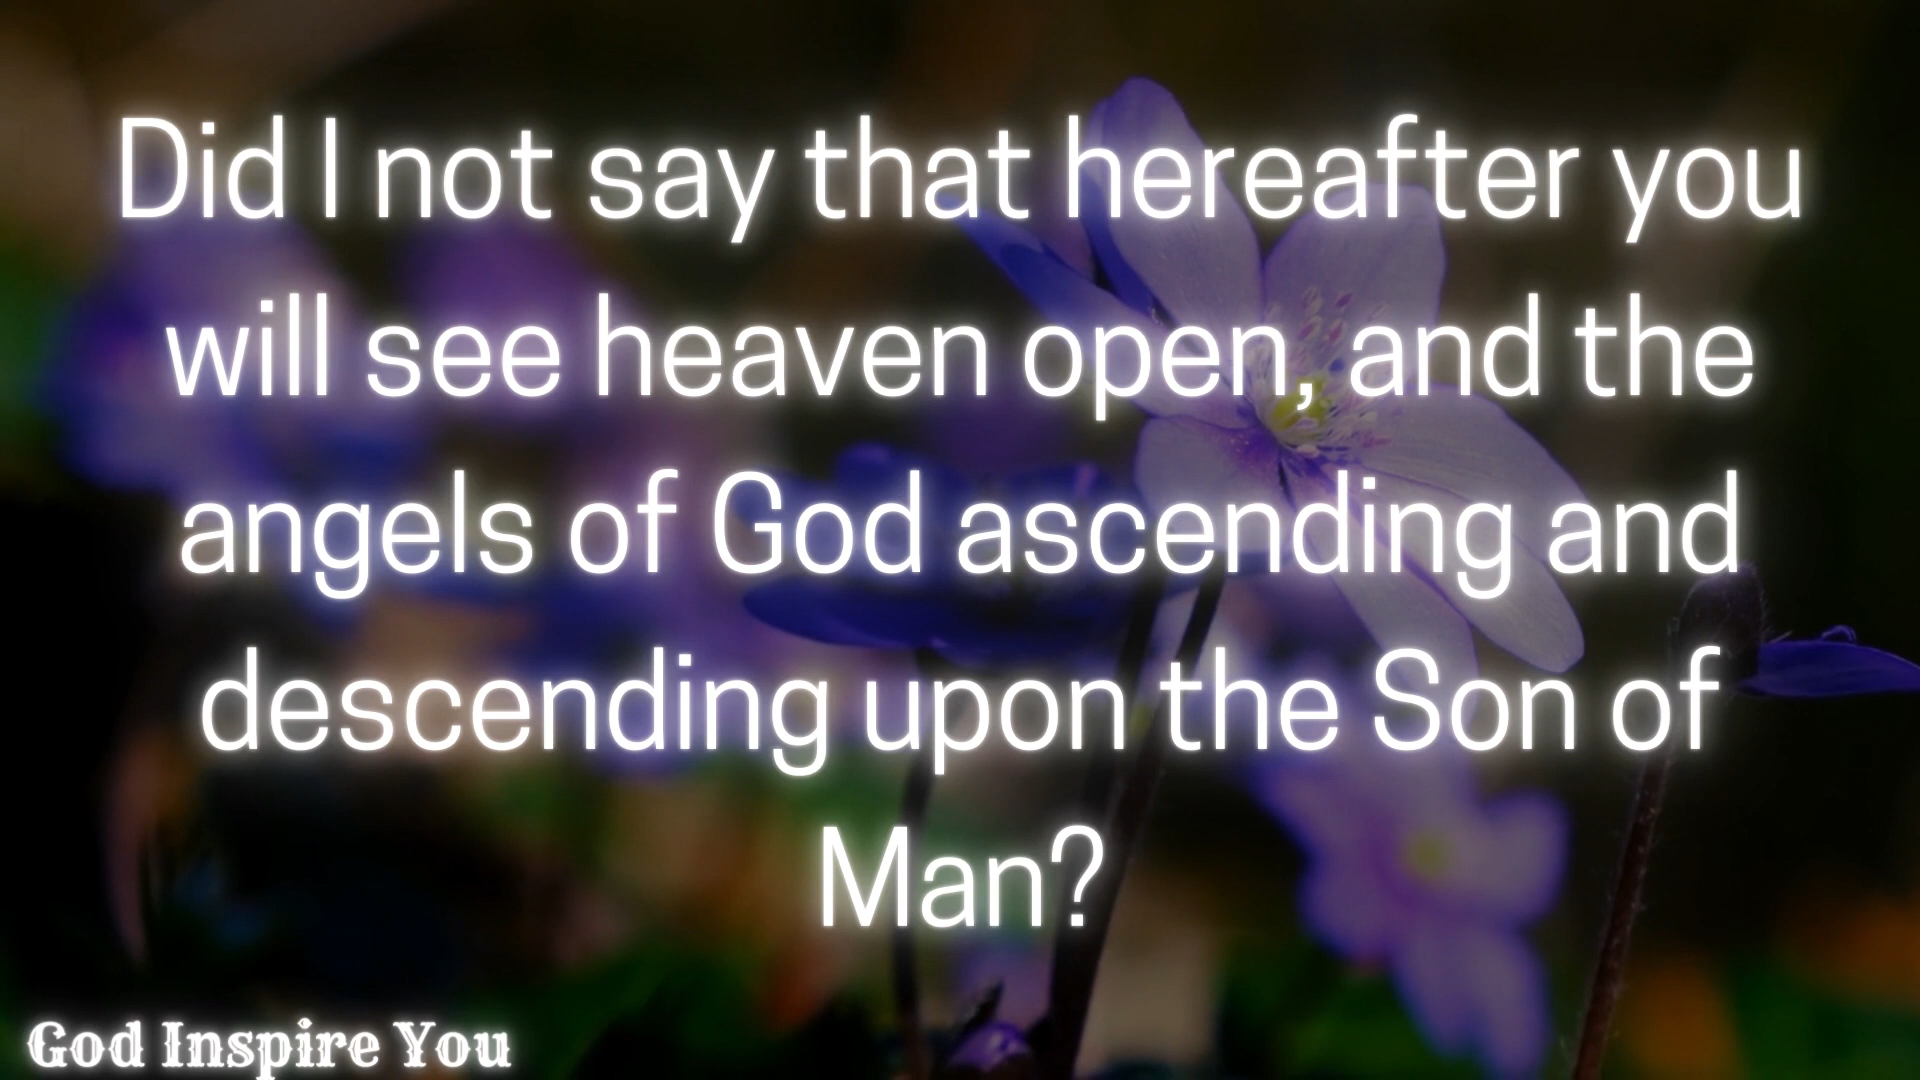 Did I not say that hereafter you
will see heaven open, and the
angels of God ascending and
descending upon the Son of
Man?
God Inspire You